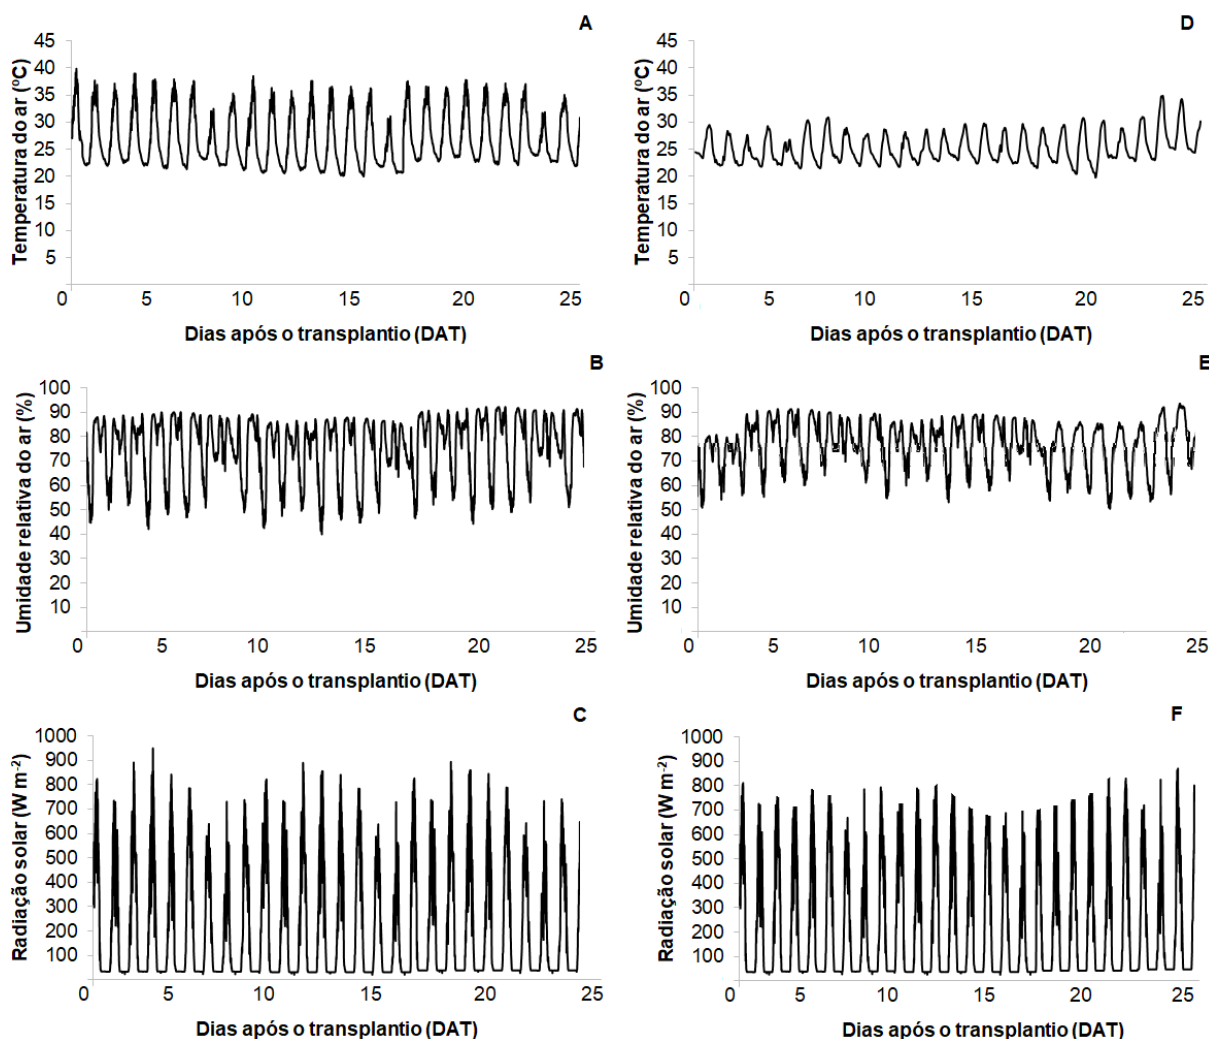 A
Temperatura do ar (ºC)
45
40
35
30
25
20
15
10
5
0 5 10 15 20 25
Dias após o transplantio (DAT)
D
Temperatura do ar (ºC)
45
40
35
30
25
20
15
10
5
0 5 10 15 20 25
Dias após o transplantio (DAT)
B
Umidade relativa do ar (%)
100
90
80
70
60
50
40
30
20
10
0 5 10 15 20 25
Dias após o transplantio (DAT)
E
Umidade relativa do ar (%)
100
90
80
70
60
50
40
30
20
10
0 5 10 15 20 25
Dias após o transplantio (DAT)
C
Radiação solar (W m-2)
1000
900
800
700
600
500
400
300
200
100
0 5 10 15 20 25
Dias após o transplantio (DAT)
F
Radiação solar (W m-2)
1000
900
800
700
600
500
400
300
200
100
0 5 10 15 20 25
Dias após o transplantio (DAT)